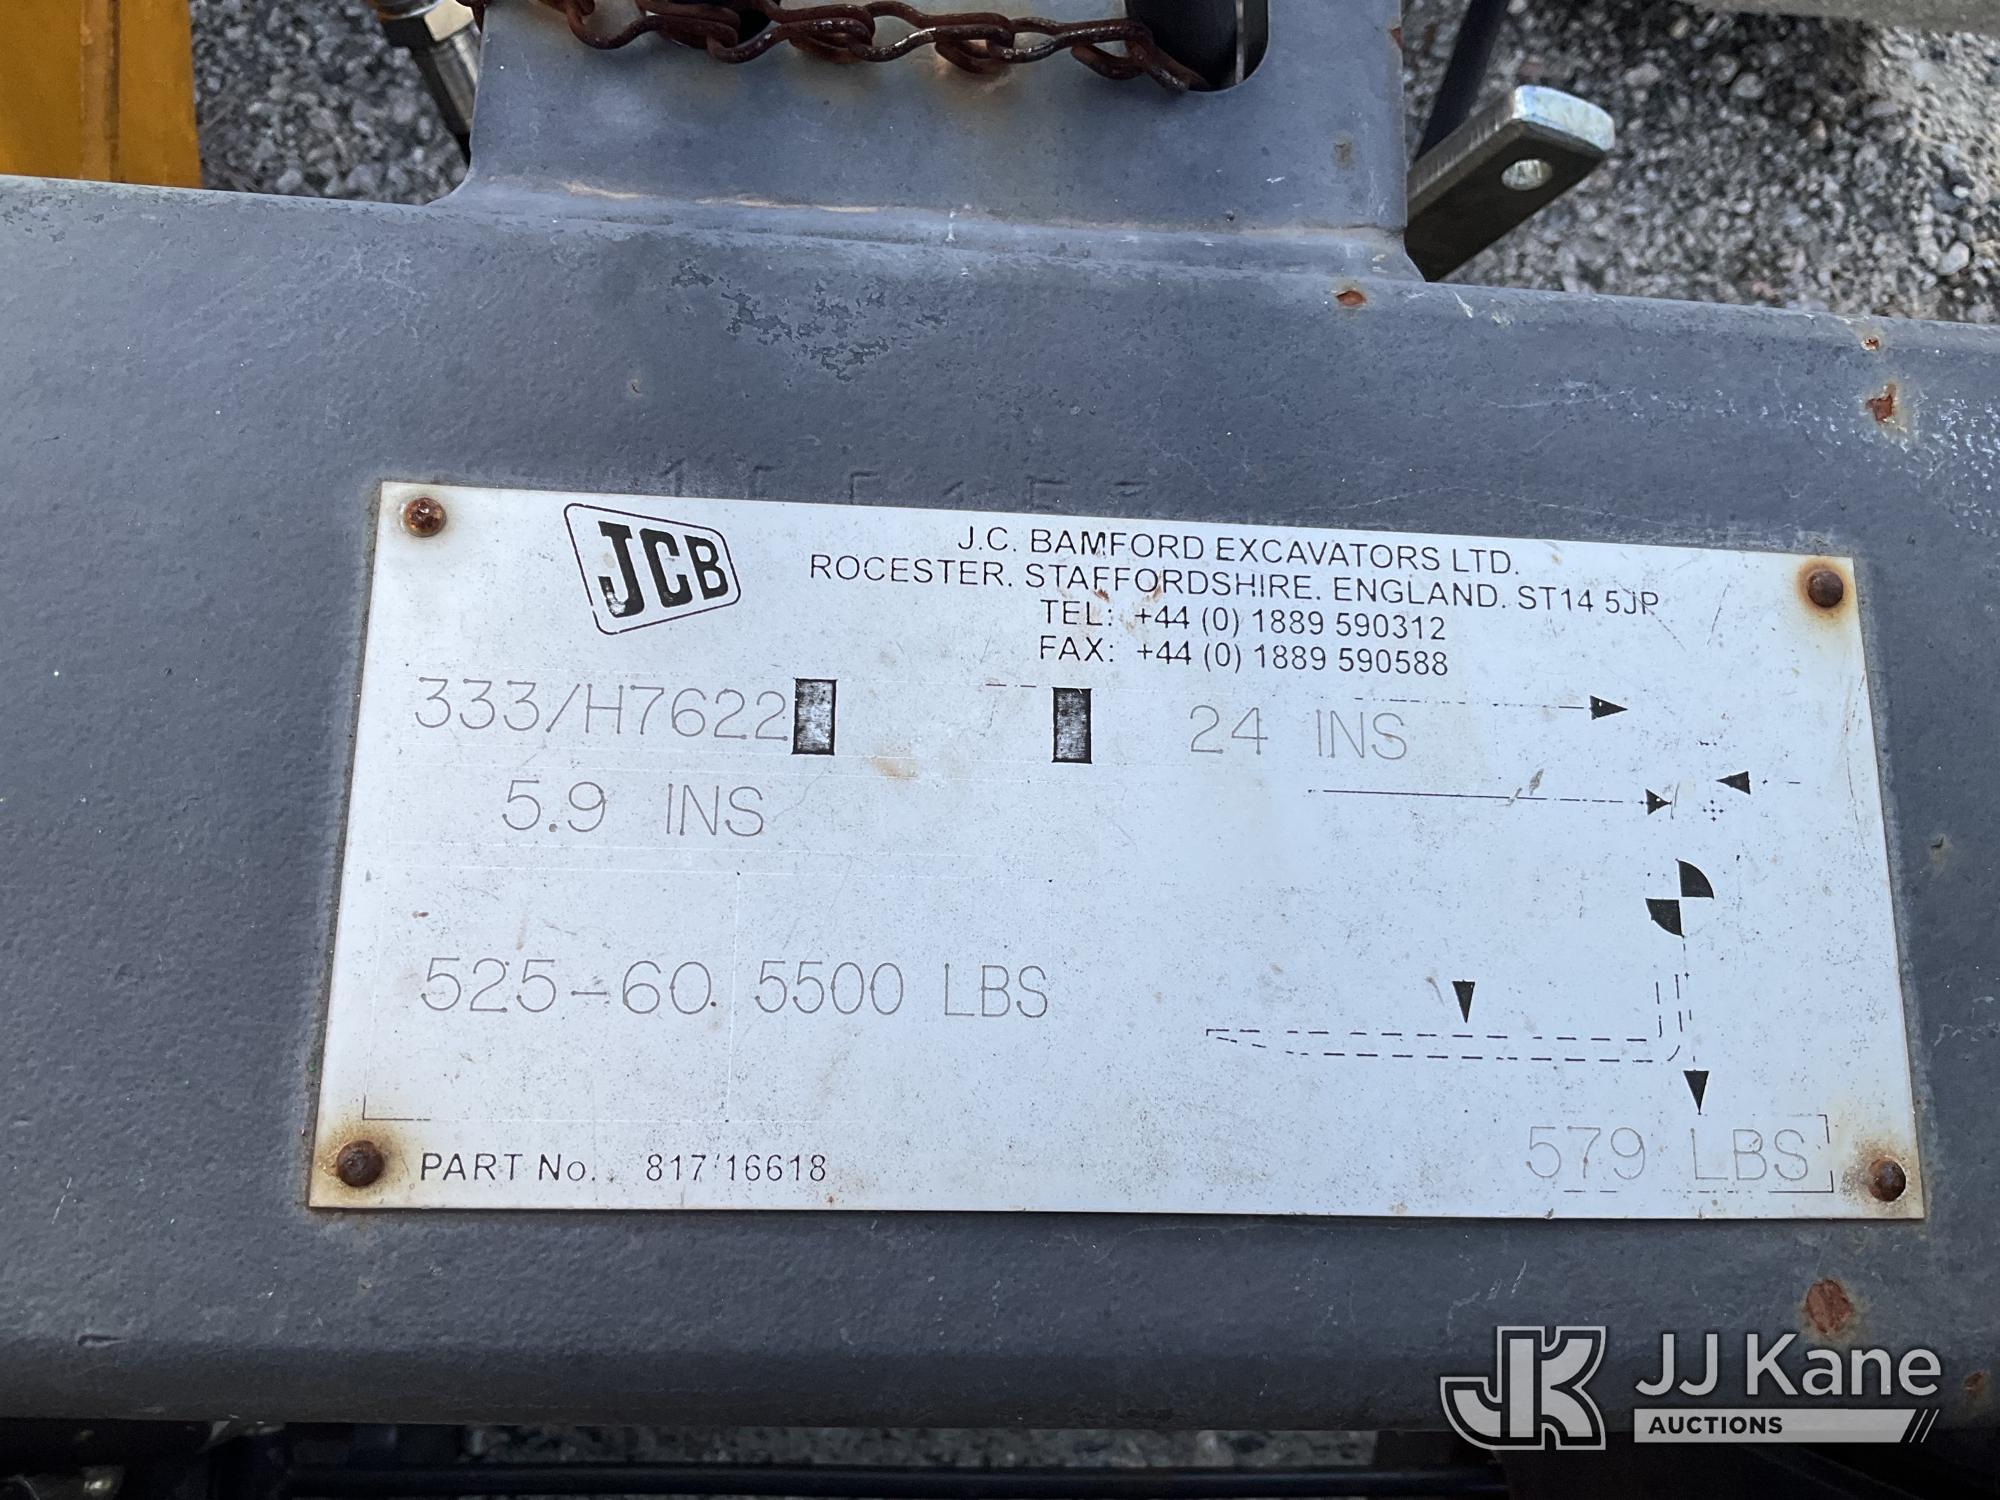 JCB
J.C. BAMFORD EXCAVATORS LTD.
ROCESTER. STAFFORDSHIRE. ENGLAND. ST14 5JP
TEL: +44 (0) 1889 590312
FAX: +44 (0) 1889 590588
333/H7622 24 INS
5.9 INS
525-60. 5500 LBS
579 LBS
PART No. 817/16618
JK JJ Kane
AUCTIONS